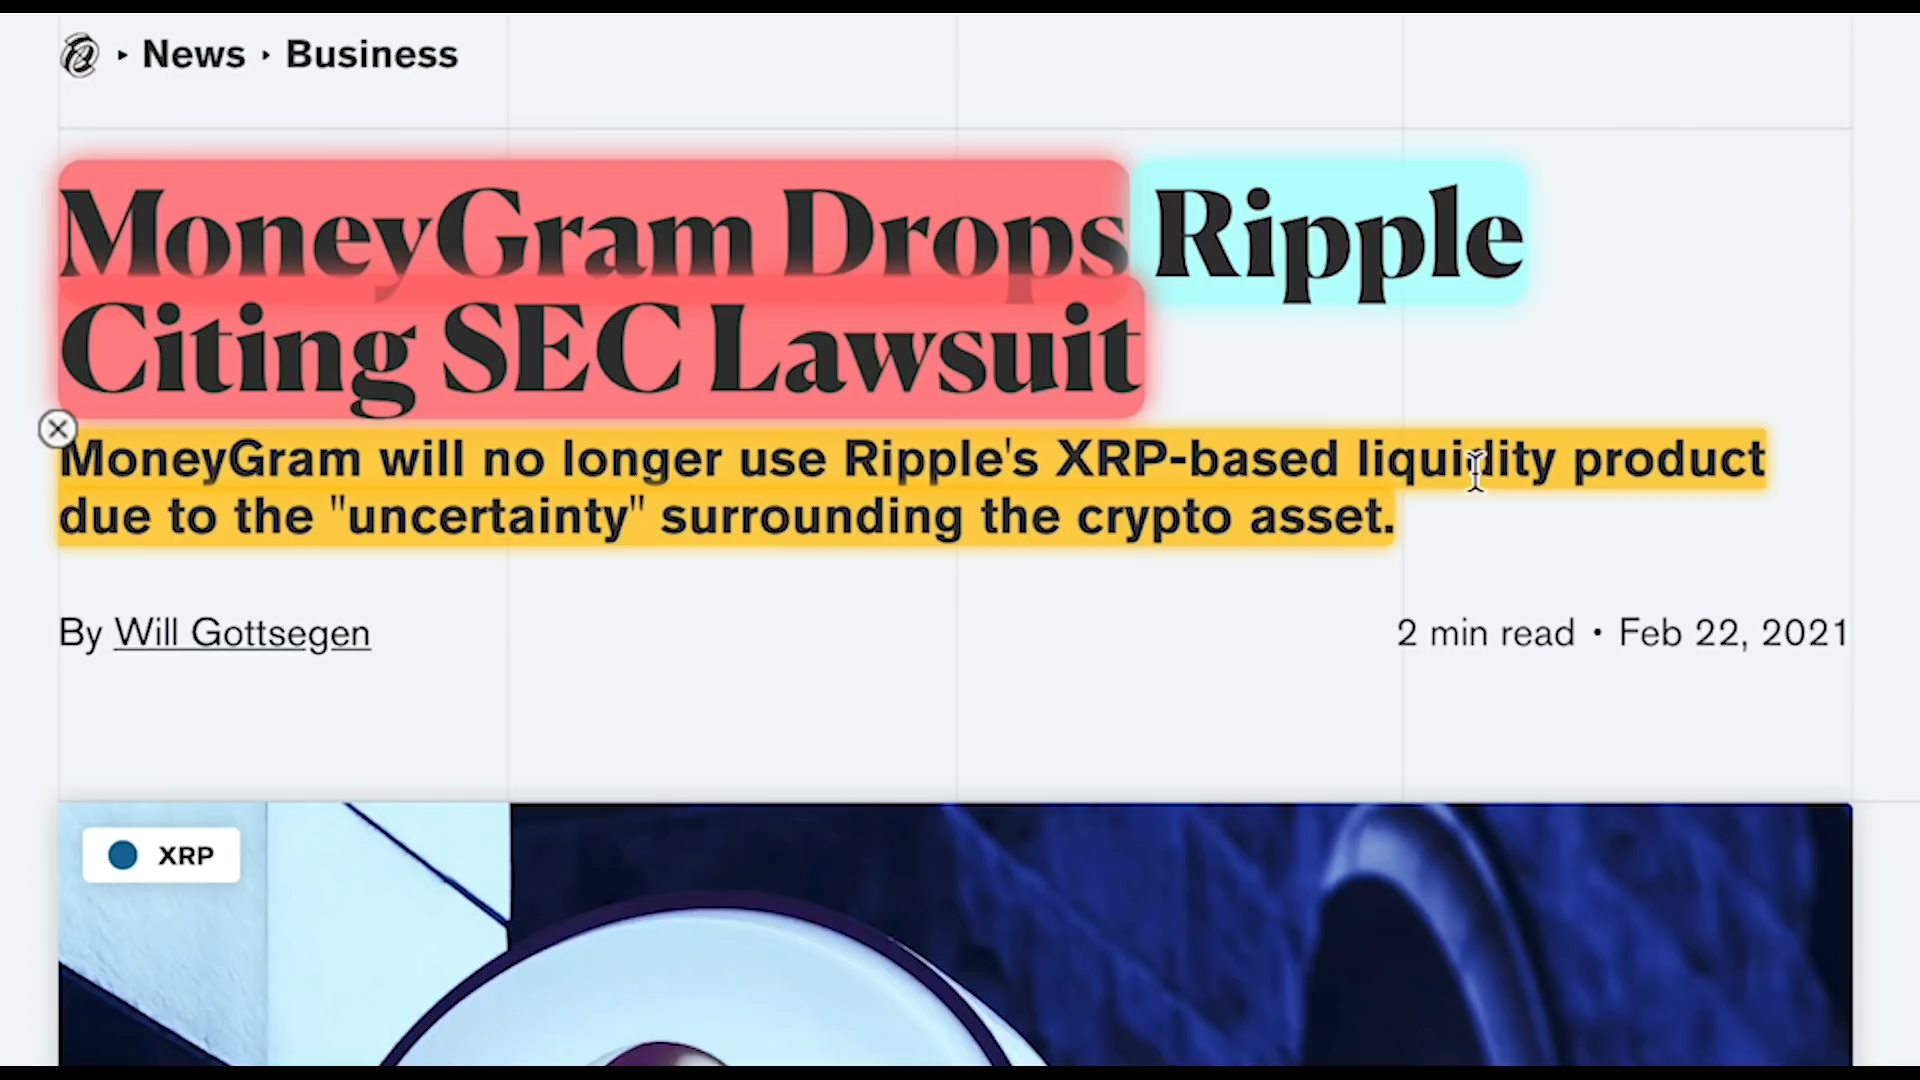 News Business
MoneyGram Drops Ripple
Citing SEC Lawsuit
MoneyGram will no longer use Ripple's XRP-based liquidity product
due to the "uncertainty" surrounding the crypto asset.
By Will Gottsegen
2 min read • Feb 22, 2021
XRP